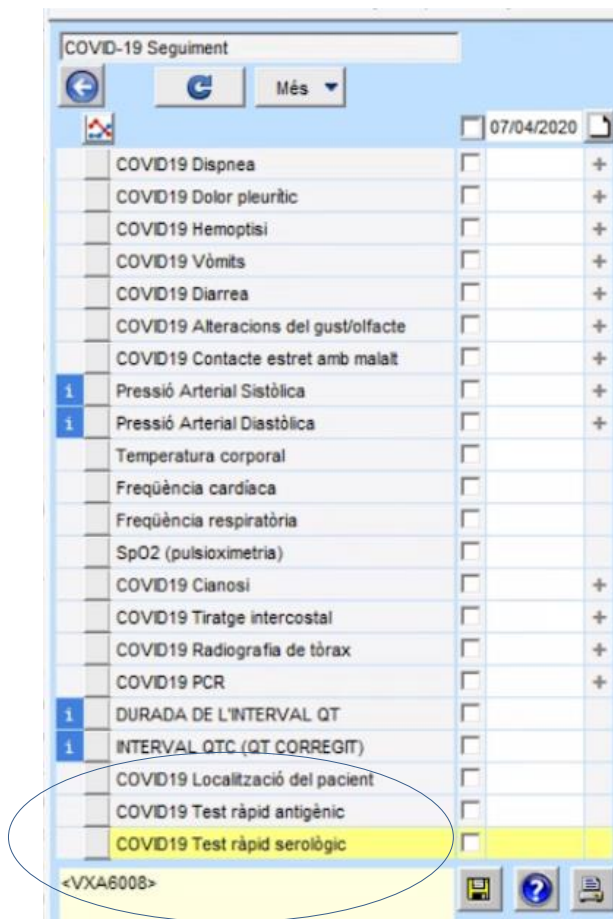 COVID-19 Seguiment
Més
07/04/2020
COVID19 Dispnea
COVID19 Dolor pleurític
COVID19 Hemoptisi
COVID19 Vòmits
COVID19 Diarrea
COVID19 Alteracions del gust/olfacte
COVID19 Contacte estret amb malalt
i Pressió Arterial Sistòlica
i Pressió Arterial Diastòlica
Temperatura corporal
Freqüència cardíaca
Freqüència respiratòria
SpO2 (pulsioximetria)
COVID19 Cianosi
COVID19 Tiratge intercostal
COVID19 Radiografia de tòrax
COVID19 PCR
i DURADA DE L'INTERVAL QT
i INTERVAL QTC (QT CORREGIT)
COVID19 Localització del pacient
COVID19 Test ràpid antigènic
COVID19 Test ràpid serològic
<VXA6008>